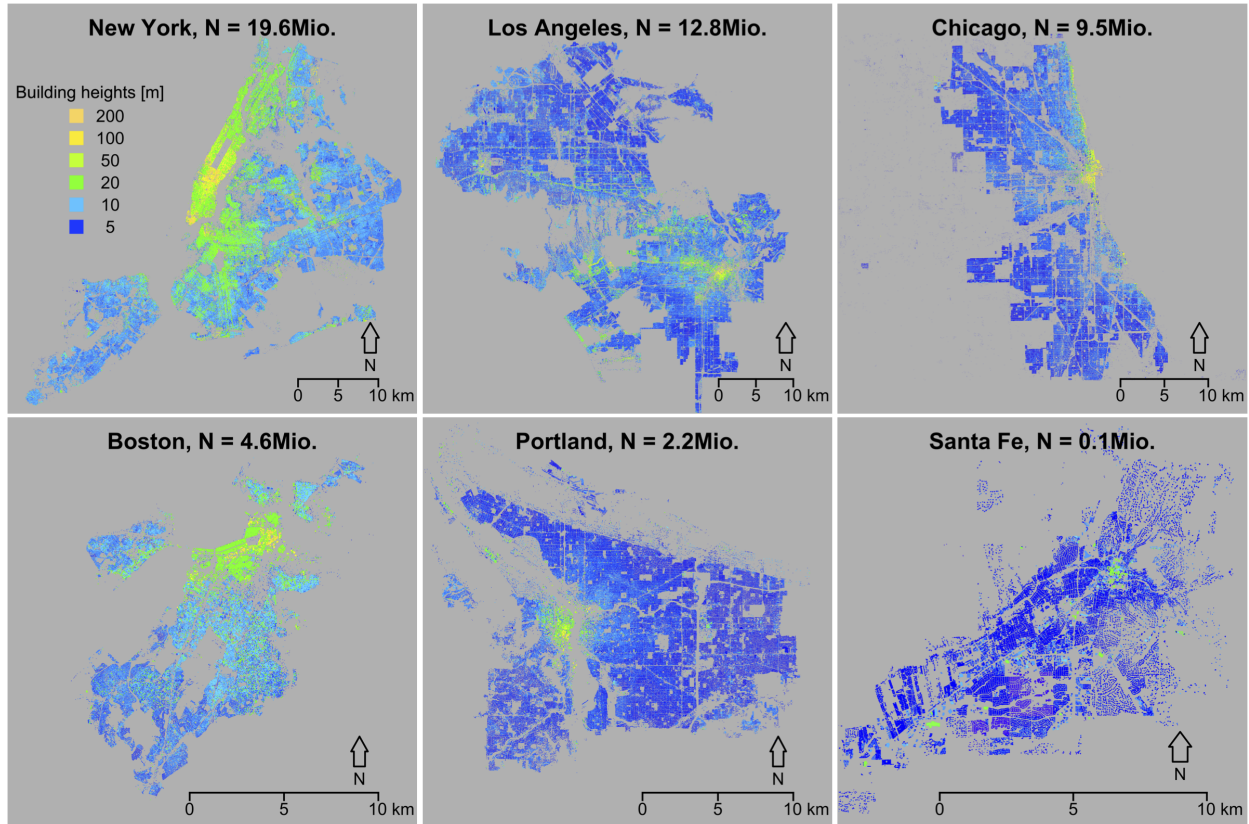 New York, N = 19.6Mio.
Building heights [m]
200
100
50
20
10
5
N
0 5 10 km
Los Angeles, N = 12.8Mio.
N
0 5 10 km
Chicago, N = 9.5Mio.
N
0 5 10 km
Boston, N = 4.6Mio.
N
0 5 10 km
Portland, N = 2.2Mio.
N
0 5 10 km
Santa Fe, N = 0.1Mio.
N
0 5 10 km